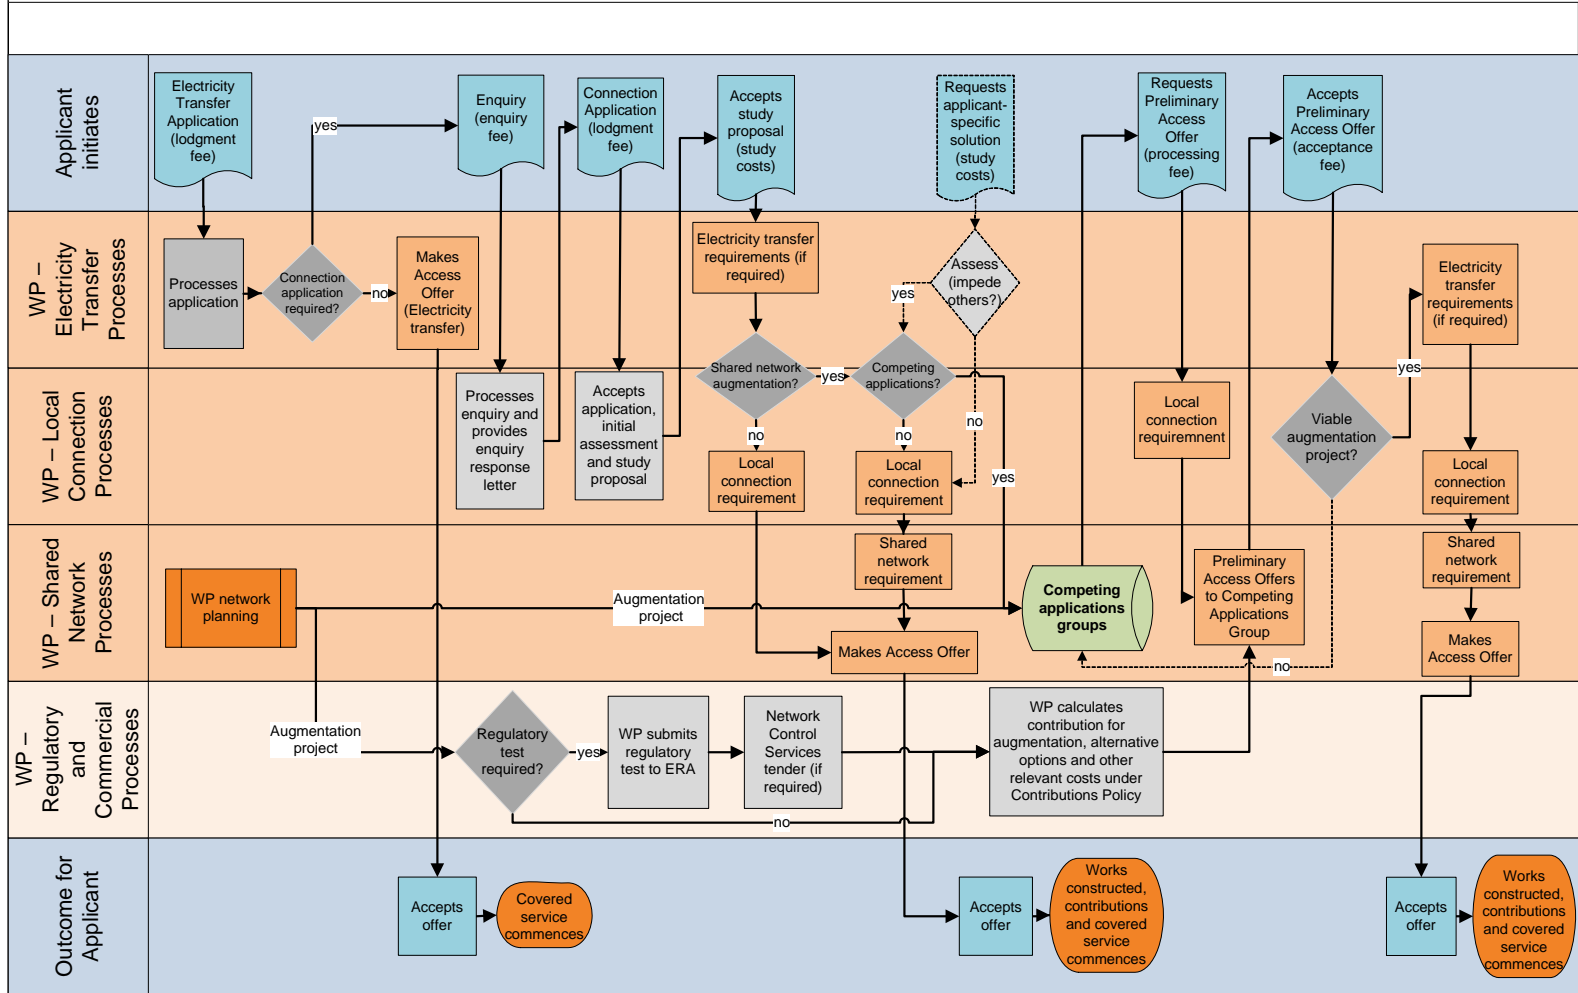 Applicant
initiates
Electricity
Transfer
Application
(lodgment
fee)
yes
Enquiry
(enquiry
fee)
Connection
Application
(lodgment
fee)
Accepts
study
proposal
(study
costs)
Requests
applicant-
specific
solution
(study
costs)
Requests
Preliminary
Access
Offer
(processing
fee)
Accepts
Preliminary
Access Offer
(acceptance
fee)
WP –
Electricity
Transfer
Processes
Processes
application
Connection
application
required?
no
Makes
Access
Offer
(Electricity
transfer)
Electricity transfer
requirements (if
required)
Assess
(impede
others?)
yes
Electricity
transfer
requirements
(if required)
WP – Local
Connection
Processes
Processes
enquiry and
provides
enquiry
response
letter
Accepts
application,
initial
assessment
and study
proposal
Shared network
augmentation?
yes
Competing
applications?
no
no
no
yes
Local
connection
requirement
Local
connection
requirement
Local
connection
requiremnent
Viable
augmentation
project?
yes
Local
connection
requirement
WP – Shared
Network
Processes
WP network
planning
Augmentation
project
Shared
network
requirement
Makes Access Offer
Competing
applications
groups
Preliminary
Access Offers
to Competing
Applications
Group
no
Shared
network
requirement
Makes
Access Offer
WP –
Regulatory
and
Commercial
Processes
Augmentation
project
Regulatory
test
required?
yes
WP submits
regulatory
test to ERA
Network
Control
Services
tender (if
required)
no
WP calculates
contribution for
augmentation, alternative
options and other
relevant costs under
Contributions Policy
Outcome for
Applicant
Accepts
offer
Covered
service
commences
Accepts
offer
Works
constructed,
contributions
and covered
service
commences
Accepts
offer
Works
constructed,
contributions
and covered
service
commences